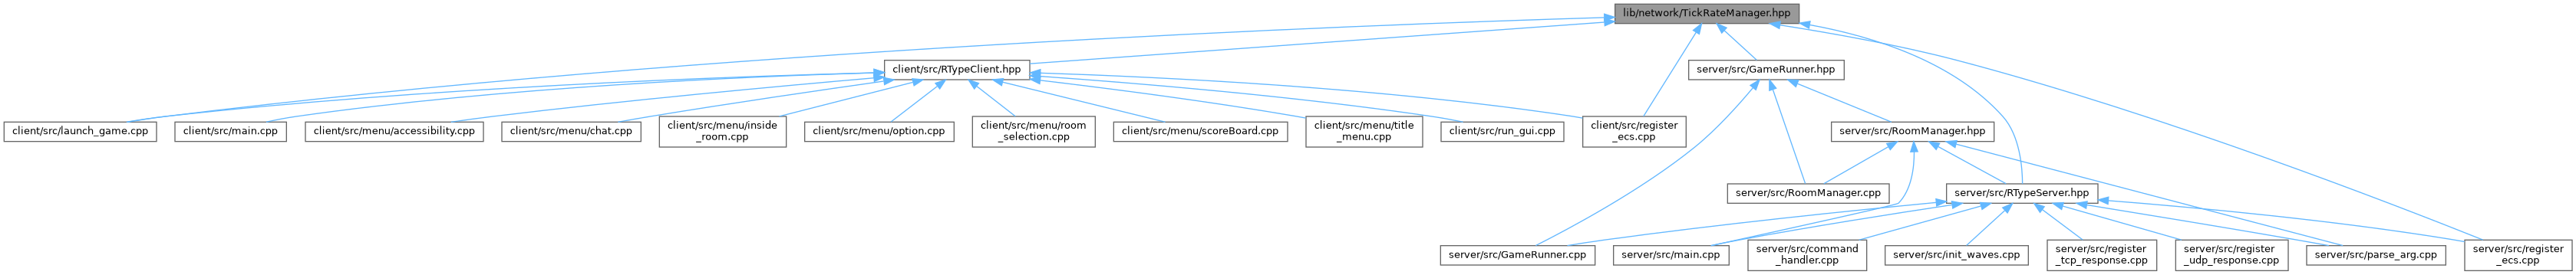 lib/network/TickRateManager.hpp
client/src/RTypeClient.hpp
server/src/GameRunner.hpp
client/src/launch_game.cpp
client/src/main.cpp
client/src/menu/accessibility.cpp
client/src/menu/chat.cpp
client/src/menu/inside
_room.cpp
client/src/menu/option.cpp
client/src/menu/room
_selection.cpp
client/src/menu/scoreBoard.cpp
client/src/menu/title
_menu.cpp
client/src/run_gui.cpp
client/src/register
_ecs.cpp
server/src/RoomManager.hpp
server/src/RoomManager.cpp
server/src/RTypeServer.hpp
server/src/GameRunner.cpp
server/src/main.cpp
server/src/command
_handler.cpp
server/src/init_waves.cpp
server/src/register
_tcp_response.cpp
server/src/register
_udp_response.cpp
server/src/parse_arg.cpp
server/src/register
_ecs.cpp